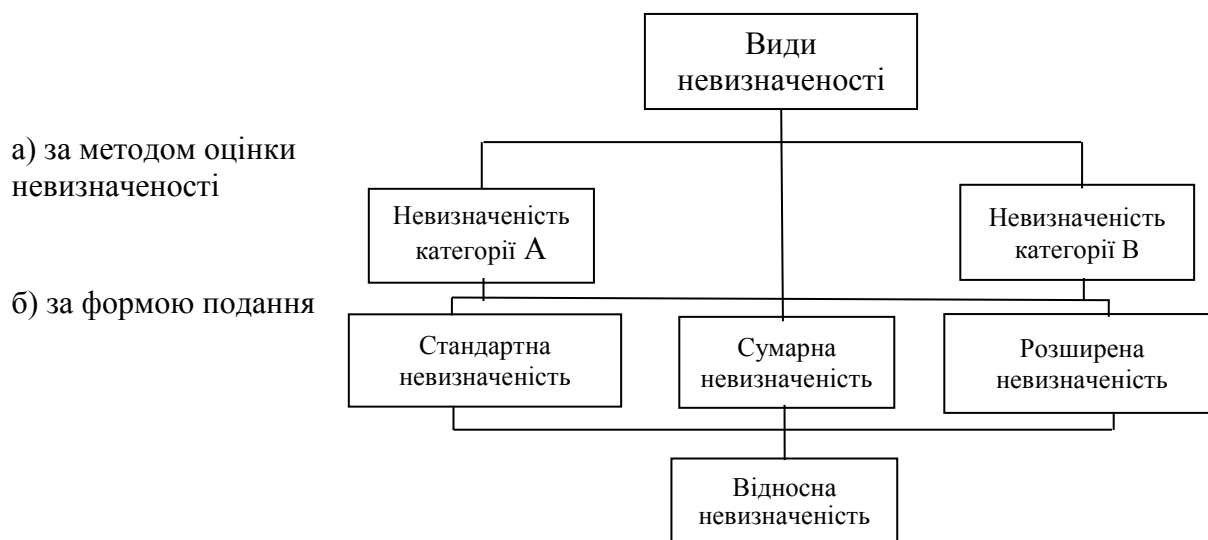 Види
невизначеності
а) за методом оцінки
невизначеності
Невизначеність
категорії А
Невизначеність
категорії В
б) за формою подання
Стандартна
невизначеність
Сумарна
невизначеність
Розширена
невизначеність
Відносна
невизначеність